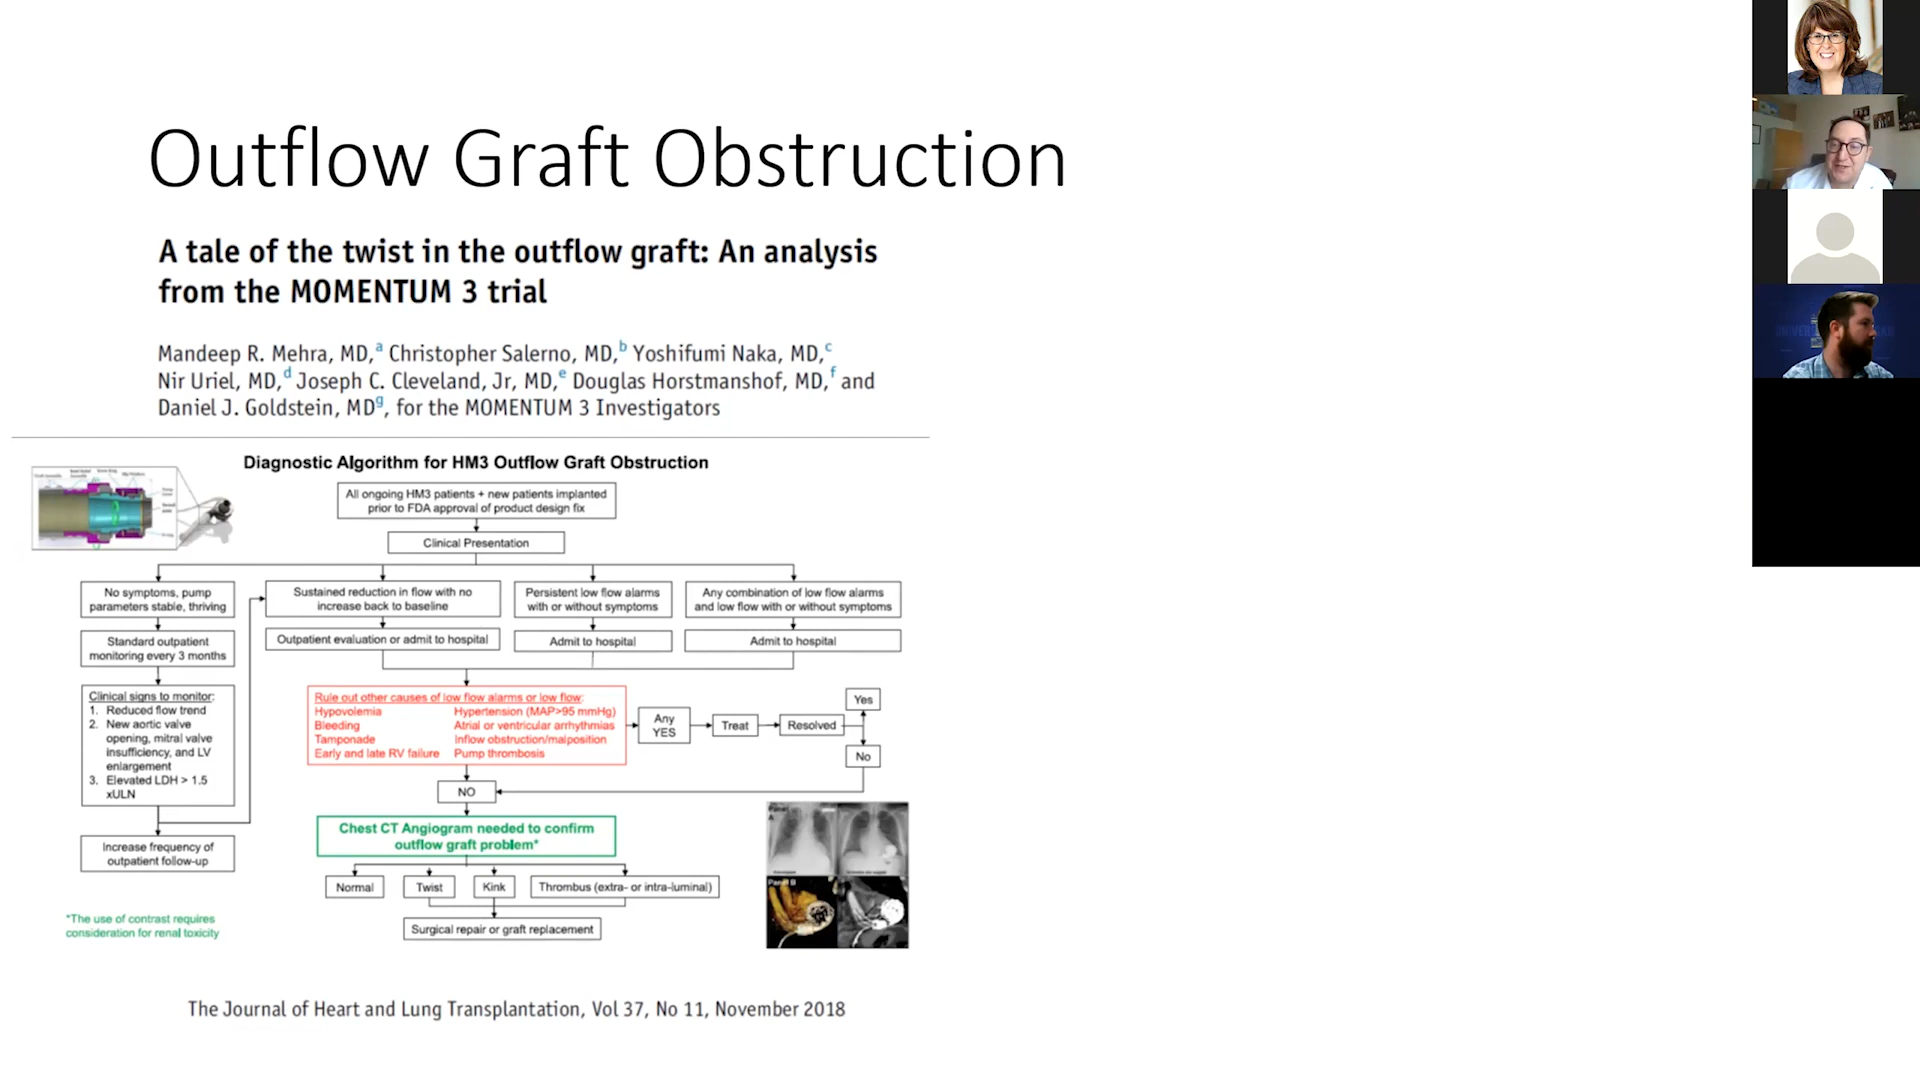 Outflow Graft Obstruction
A tale of the twist in the outflow graft: An analysis
from the MOMENTUM 3 trial
Mandeep R. Mehra, MD,a Christopher Salerno, MD,b Yoshifumi Naka, MD,c
Nir Uriel, MD,d Joseph C. Cleveland, Jr, MD,e Douglas Horstmanshof, MD,f and
Daniel J. Goldstein, MDg, for the MOMENTUM 3 Investigators
Diagnostic Algorithm for HM3 Outflow Graft Obstruction
All ongoing HM3 patients + new patients implanted
prior to FDA approval of product design fix
Clinical Presentation
No symptoms, pump
parameters stable, thriving
Standard outpatient
monitoring every 3 months
Clinical signs to monitor:
1. Reduced flow trend
2. New aortic valve
opening, mitral valve
insufficiency, and LV
enlargement
3. Elevated LDH > 1.5
xULN
Increase frequency of
outpatient follow-up
Sustained reduction in flow with no
increase back to baseline
Outpatient evaluation or admit to hospital
Persistent low flow alarms
with or without symptoms
Admit to hospital
Any combination of low flow alarms
and low flow with or without symptoms
Admit to hospital
Rule out other causes of low flow alarms or low flow:
Hypovolemia Hypertension (MAP>95 mmHg)
Bleeding Atrial or ventricular arrhythmias
Tamponade Inflow obstruction/malposition
Early and late RV failure Pump thrombosis
Any
YES
Treat
Resolved
Yes
No
NO
Chest CT Angiogram needed to confirm
outflow graft problem*
Normal
Twist
Kink
Thrombus (extra- or intra-luminal)
Surgical repair or graft replacement
*The use of contrast requires
consideration for renal toxicity
The Journal of Heart and Lung Transplantation, Vol 37, No 11, November 2018